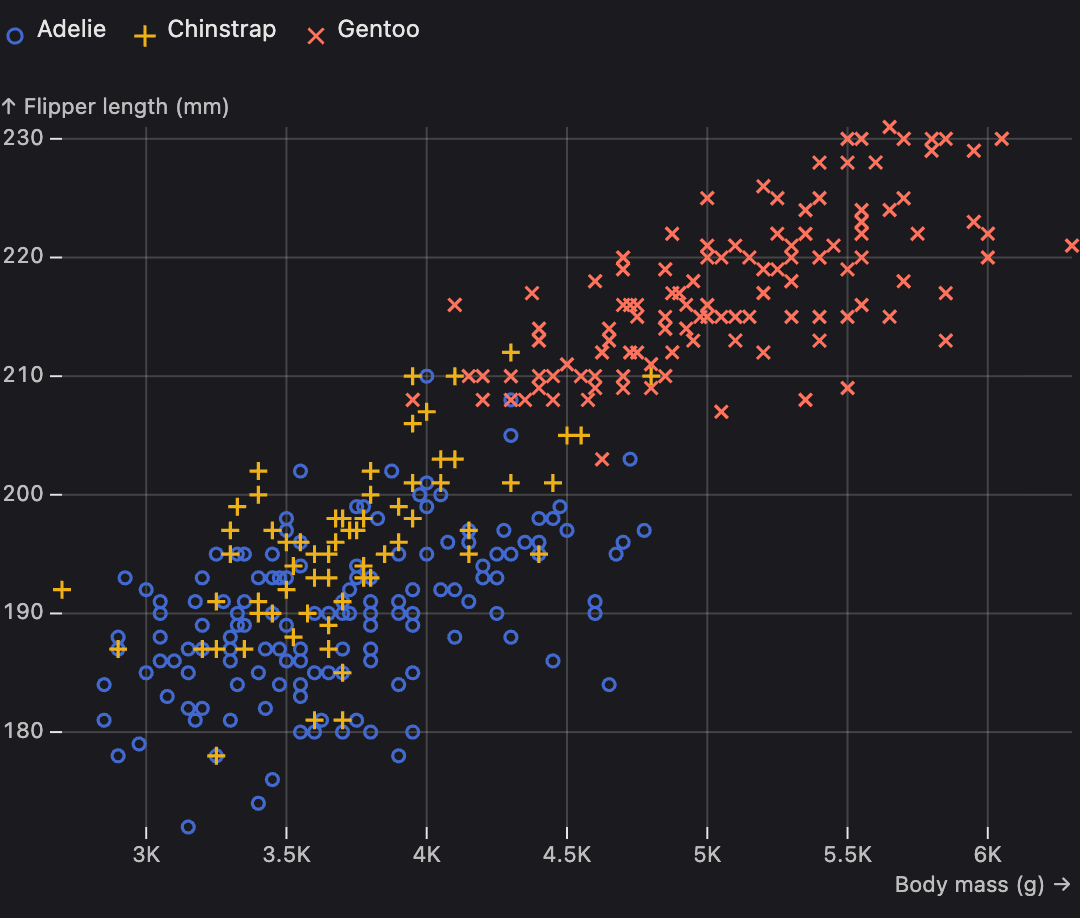 Adelie Chinstrap Gentoo
↑ Flipper length (mm)
230
220
210
200
190
180
3K 3.5K 4K 4.5K 5K 5.5K 6K
Body mass (g) →